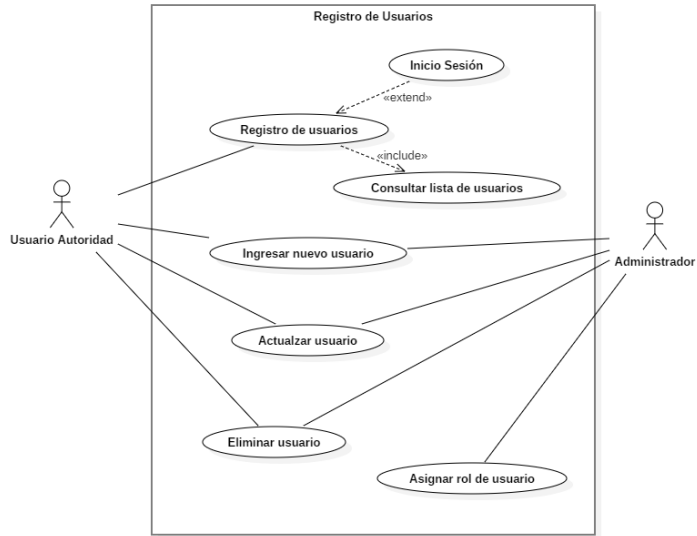 Registro de Usuarios
Inicio Sesión
«extend»
Registro de usuarios
«include»
Consultar lista de usuarios
Usuario Autoridad
Ingresar nuevo usuario
Administrador
Actualzar usuario
Eliminar usuario
Asignar rol de usuario